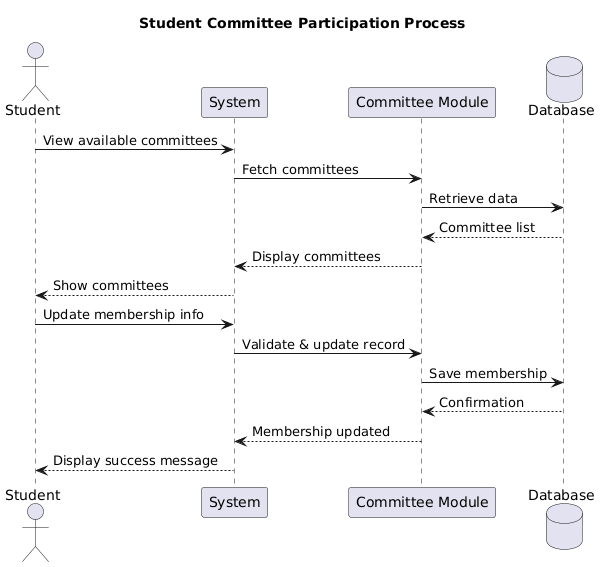 Student Committee Participation Process
Student
System
Committee Module
Database
View available committees
Fetch committees
Retrieve data
Committee list
Display committees
Show committees
Update membership info
Validate & update record
Save membership
Confirmation
Membership updated
Display success message
Student
System
Committee Module
Database